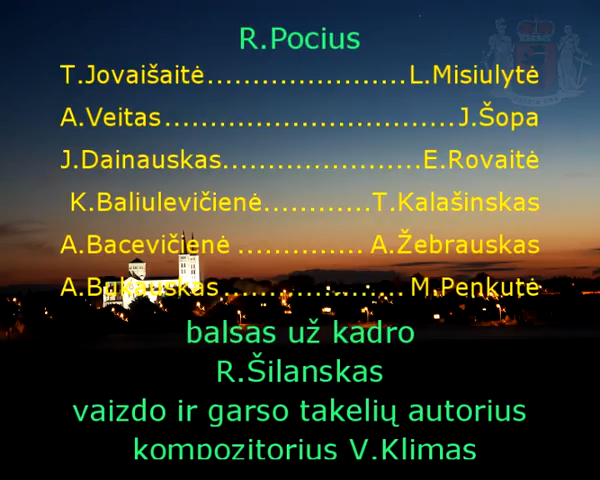 R.Pocius
T.Jovaišaitė......................L.Misiulytė
A.Veitas................................J.Šopa
J.Dainauskas......................E.Rovaitė
K.Baliulevičienė............T.Kalašinskas
A.Bacevičienė .............. A.Žebrauskas
A.Bukauskas.................... M.Penkutė
balsas už kadro
R.Šilanskas
vaizdo ir garso takelių autorius
kompozitorius V.Klimas